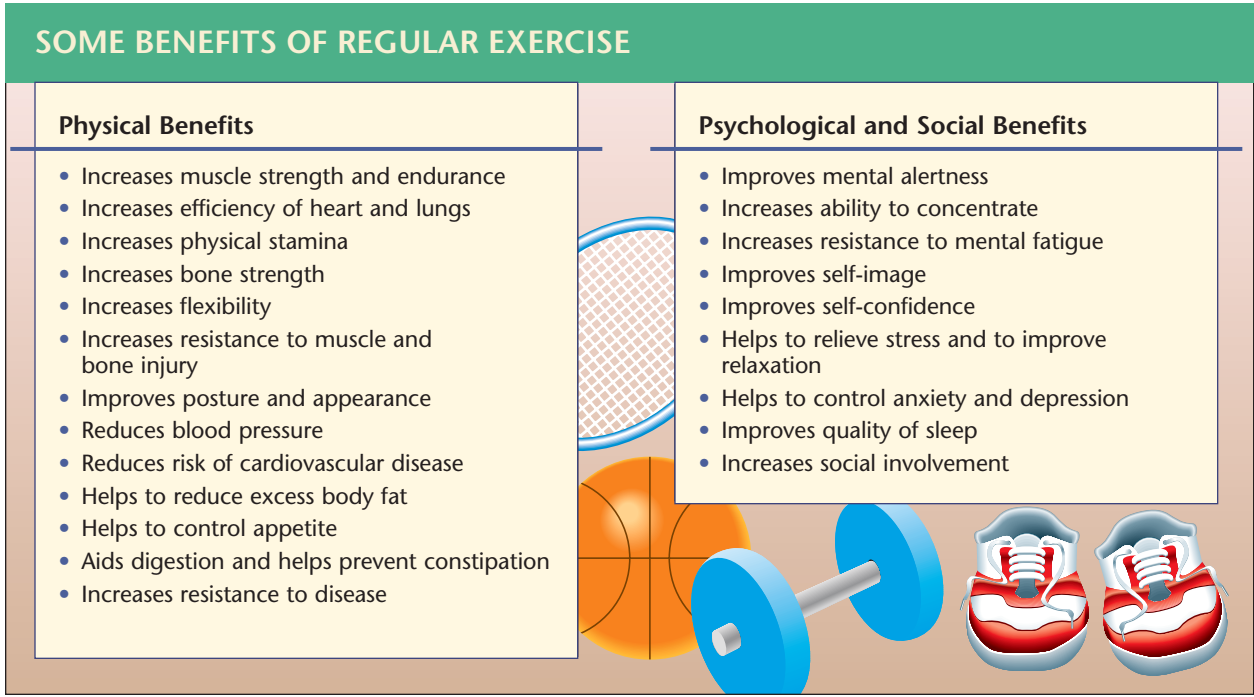 SOME BENEFITS OF REGULAR EXERCISE
Physical Benefits
• Increases muscle strength and endurance
• Increases efficiency of heart and lungs
• Increases physical stamina
• Increases bone strength
• Increases flexibility
• Increases resistance to muscle and
bone injury
• Improves posture and appearance
• Reduces blood pressure
• Reduces risk of cardiovascular disease
• Helps to reduce excess body fat
• Helps to control appetite
• Aids digestion and helps prevent constipation
• Increases resistance to disease
Psychological and Social Benefits
• Improves mental alertness
• Increases ability to concentrate
• Increases resistance to mental fatigue
• Improves self-image
• Improves self-confidence
• Helps to relieve stress and to improve
relaxation
• Helps to control anxiety and depression
• Improves quality of sleep
• Increases social involvement